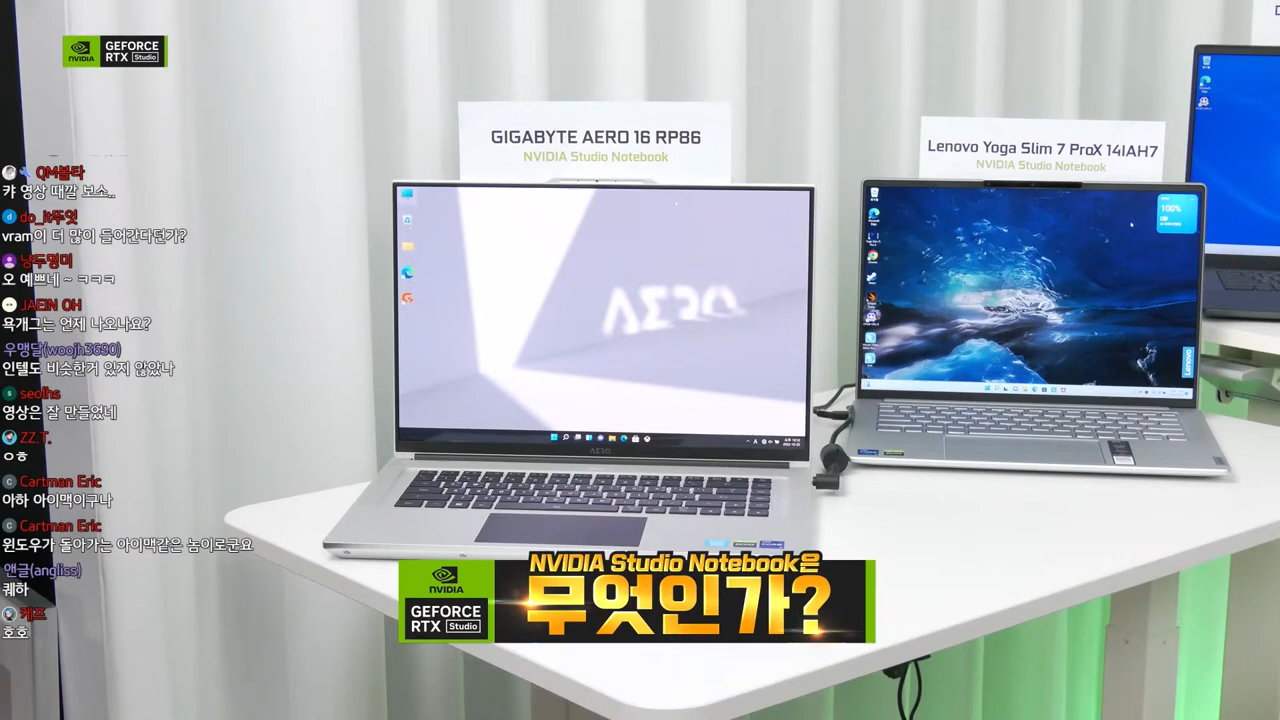 NVIDIA
GEFORCE
RTX Studio
GIGABYTE AERO 16 RP86
NVIDIA Studio Notebook
Lenovo Yoga Slim 7 ProX 14IAH7
NVIDIA Studio Notebook
QM볼타
캬 영상 때깔 보소..
do_it뚜잇
vram이 더 많이 들어간다던가?
낭두멍미
오 예쁘네 ~ ㅋㅋㅋ
JAEIN OH
욕개그는 언제 나오나요?
우맹달(woojh3690)
인텔도 비슷한거 있지 않았나
seolhs
영상은 잘 만들었네
ZZ.T.
ㅇㅎ
Cartman Eric
아하 아이맥이구나
Cartman Eric
윈도우가 돌아가는 아이맥같은 놈이로군요
앤글(angliss)
퀘하
케프
호호
AERO
100%
Lenovo
AERO
NVIDIA
GEFORCE
RTX Studio
NVIDIA Studio Notebook은
무엇인가?